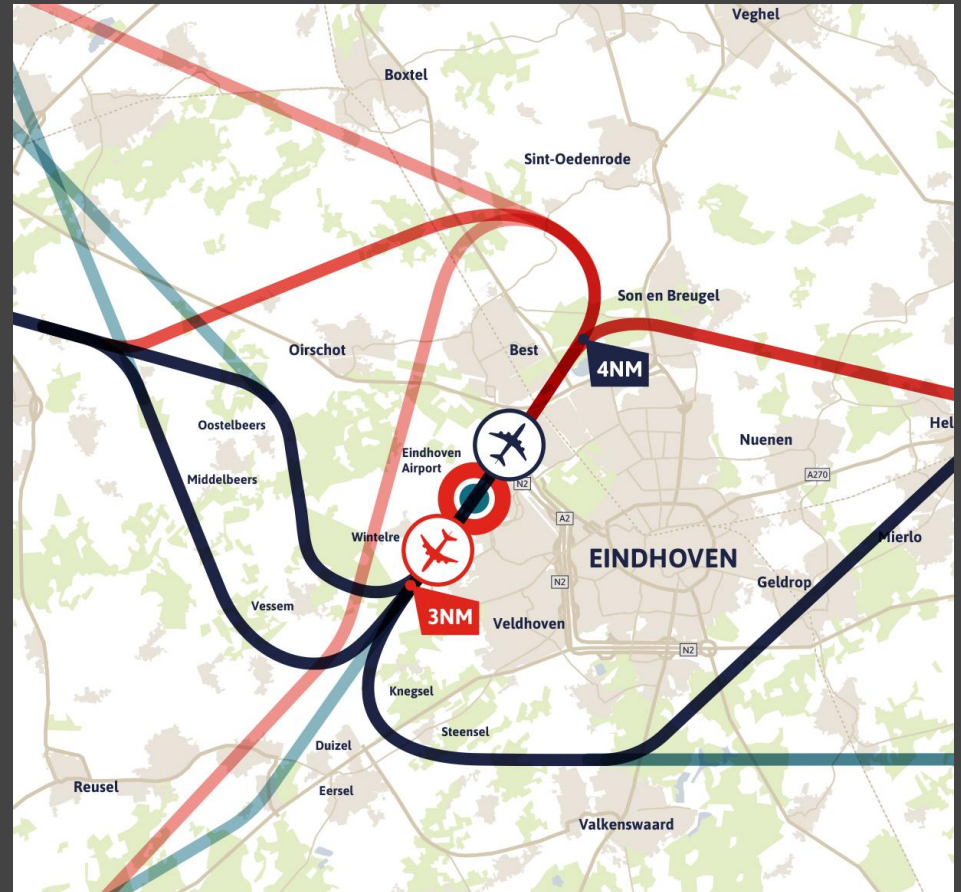 Veghel
Boxtel
Sint-Oedenrode
Son en Breugel
Oirschot
Best
4NM
Hel
Oostelbeers
Nuenen
Eindhoven
Airport
A270
Middelbeers
N2
A2
Wintelre
Mierlo
EINDHOVEN
N2
Geldrop
Vessem
3NM
Veldhoven
N2
Knegsel
Steensel
Duizel
Reusel
Eersel
Valkenswaard